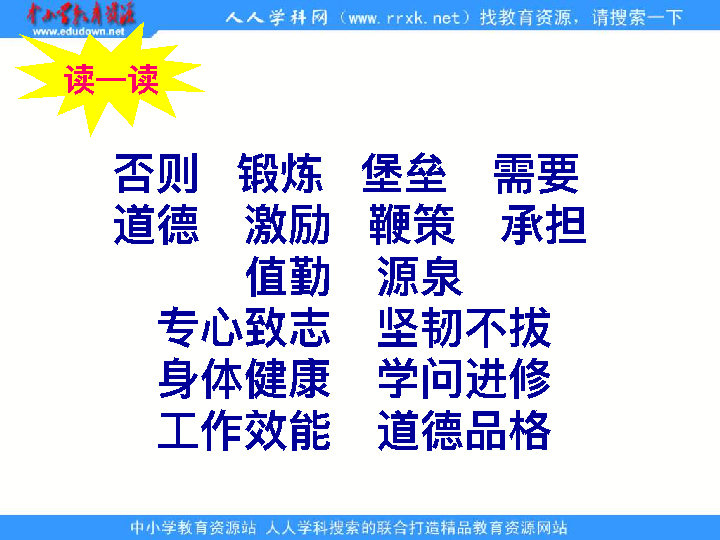 中小学教育资源
www.edudown.net
人人学科网（www.rrxk.net）找教育资源，请搜索一下
读一读
否则 锻炼 堡垒 需要
道德 激励 鞭策 承担
值勤 源泉
专心致志 坚韧不拔
身体健康 学问进修
工作效能 道德品格
中小学教育资源站 人人学科搜索的联合打造精品教育资源网站